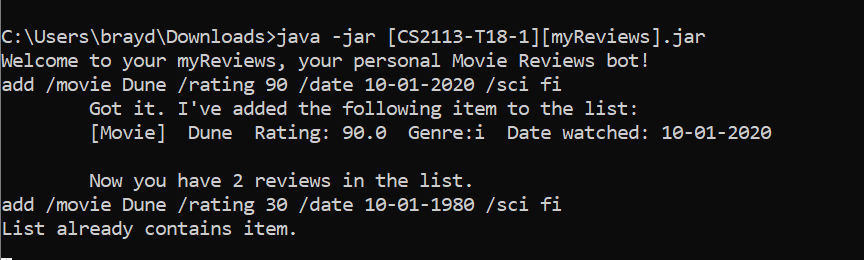 C:\Users\brayd\Downloads>java -jar [CS2113-T18-1][myReviews].jar
Welcome to your myReviews, your personal Movie Reviews bot!
add /movie Dune /rating 90 /date 10-01-2020 /sci fi
Got it. I've added the following item to the list:
[Movie]  Dune  Rating: 90.0  Genre:i  Date watched: 10-01-2020
Now you have 2 reviews in the list.
add /movie Dune /rating 30 /date 10-01-1980 /sci fi
List already contains item.